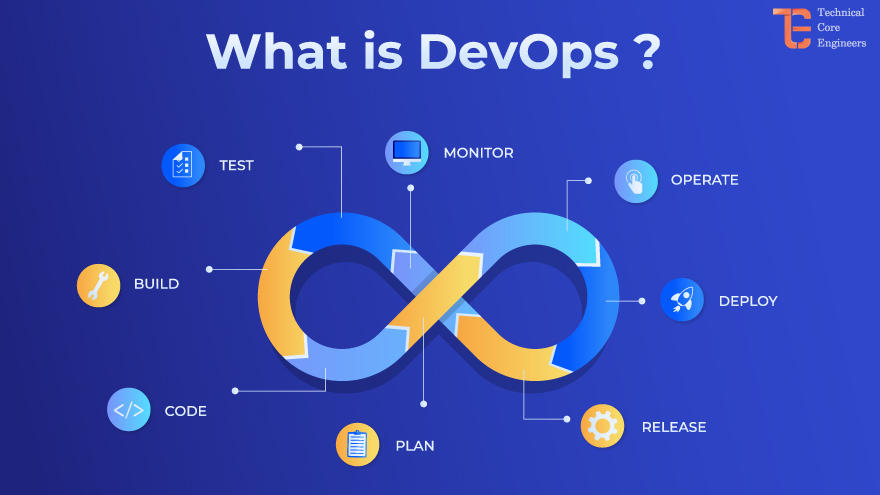 What is DevOps ?
Technical
Core
Engineers
TEST
MONITOR
OPERATE
BUILD
DEPLOY
</>
CODE
PLAN
RELEASE